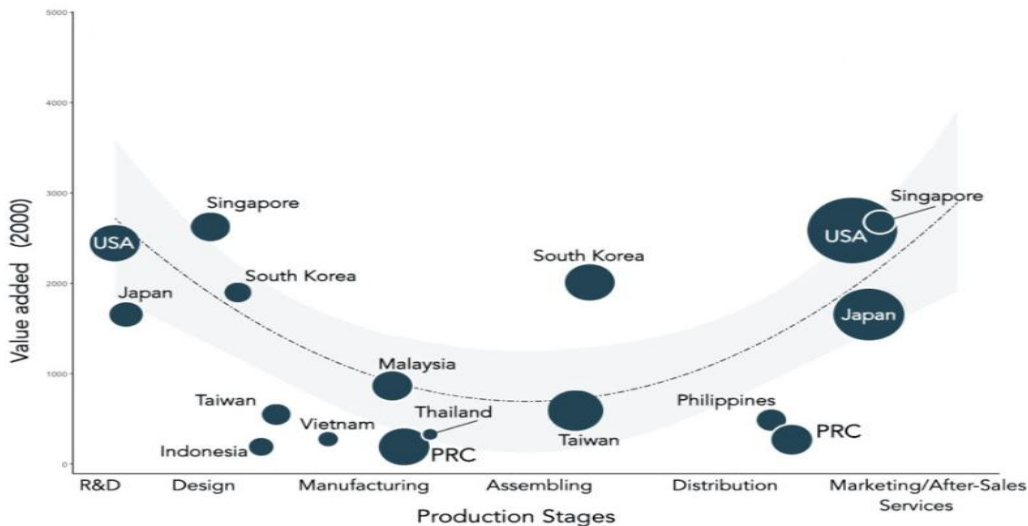 5000
4000
3000
2000
1000
0
Value added (2000)
Singapore
USA
South Korea
Japan
Taiwan
Indonesia
Vietnam
Malaysia
Thailand
PRC
South Korea
Taiwan
Singapore
USA
Japan
Philippines
PRC
R&D
Design
Manufacturing
Assembling
Distribution
Marketing/After-Sales
Services
Production Stages